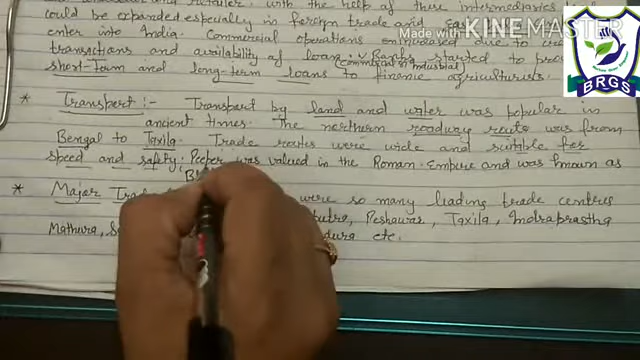 retailer, with the help of these intermediaries
could be expanded especially in foreign trade and
enter into India. Commercial operations increased due to
transactions and availability of loan. Banks started to
Commercial & Industrial
short-term and long-term loans to finance agriculturists.
* Transport :- Transport by land and water was popular in
ancient times. The northern roadway route was from
Bengal to Taxila. Trade routes were wide and suitable for
speed and safety. Pepper was valued in the Roman Empire and was known as
* Major were so many leading trade centres
Peshawar, Taxila, Indraprastha
Mathura, etc.
Made with KINEMASTER
BRGS